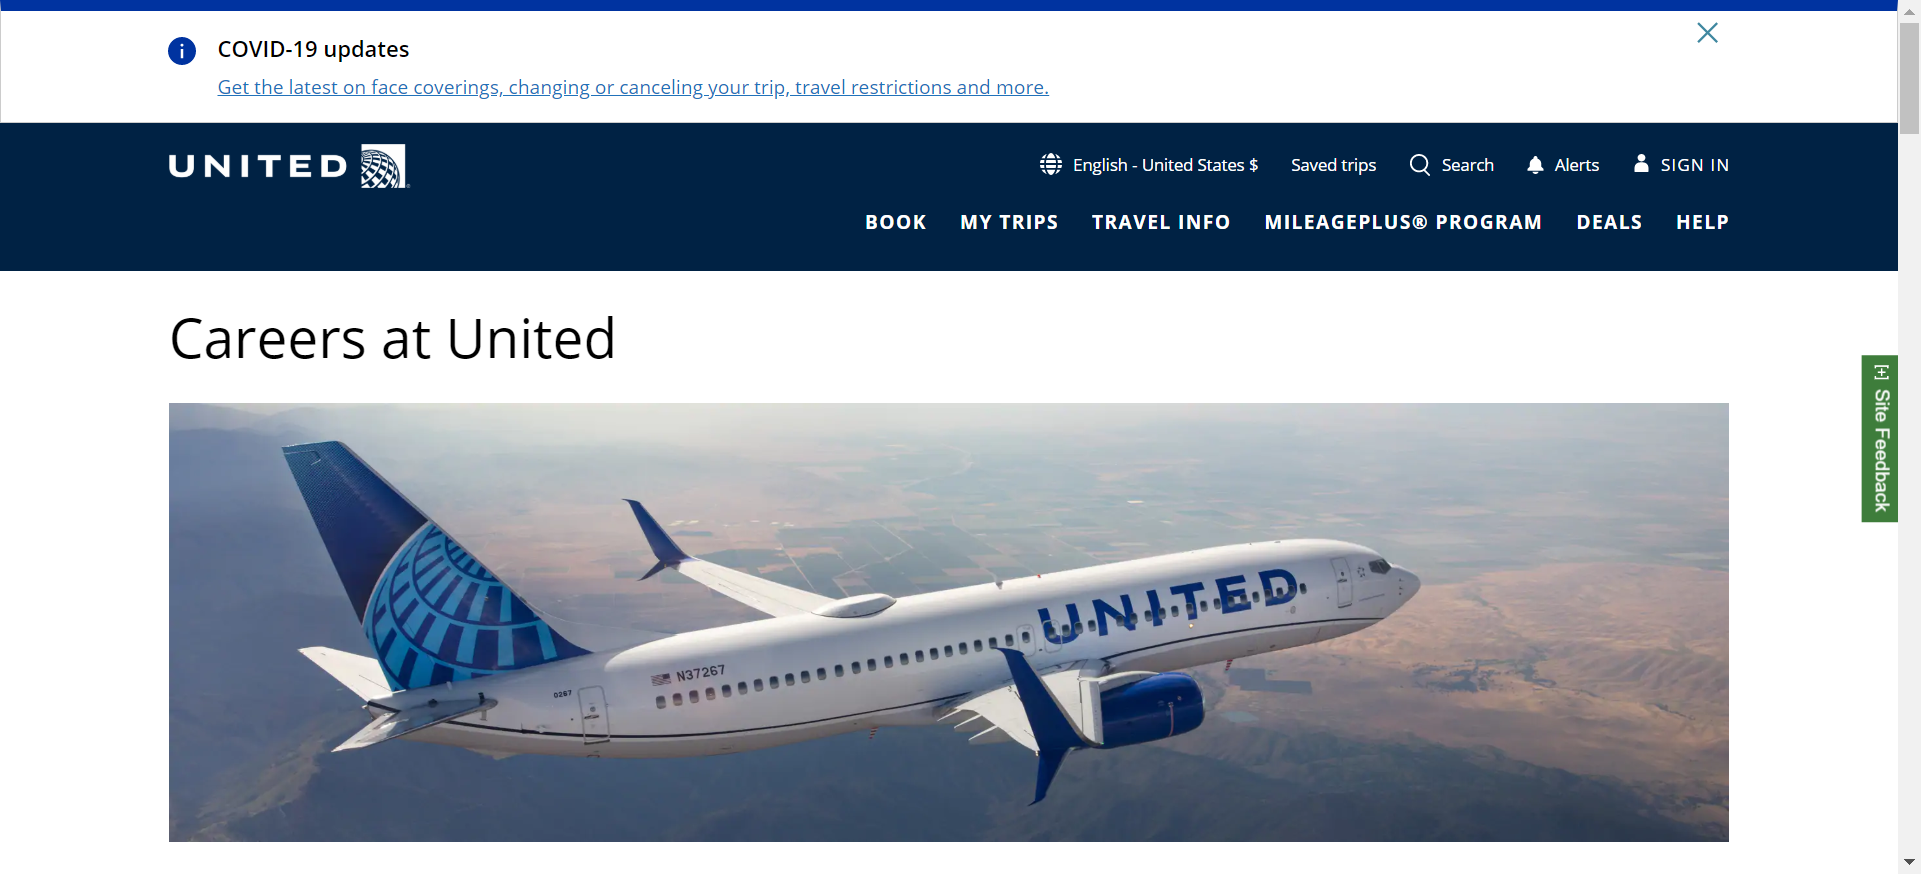 COVID-19 updates
Get the latest on face coverings, changing or canceling your trip, travel restrictions and more.
UNITED
English - United States $ Saved trips Search Alerts SIGN IN
BOOK MY TRIPS TRAVEL INFO MILEAGEPLUS® PROGRAM DEALS HELP
Careers at United
[+] Site Feedback
UNITED
N37267
0267